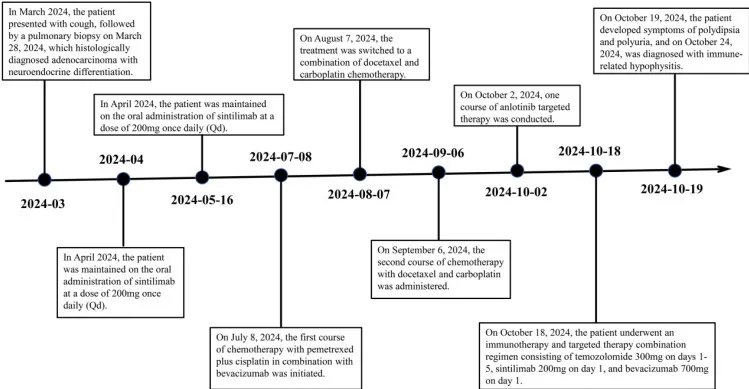 In March 2024, the patient
presented with cough, followed
by a pulmonary biopsy on March
28, 2024, which histologically
diagnosed adenocarcinoma with
neuroendocrine differentiation.
In April 2024, the patient was maintained
on the oral administration of sintilimab at a
dose of 200mg once daily (Qd).
On August 7, 2024, the
treatment was switched to a
combination of docetaxel and
carboplatin chemotherapy.
On October 2, 2024, one
course of anlotinib targeted
therapy was conducted.
On October 19, 2024, the patient
developed symptoms of polydipsia
and polyuria, and on October 24,
2024, was diagnosed with immune-
related hypophysitis.
2024-03
2024-04
2024-05-16
2024-07-08
2024-08-07
2024-09-06
2024-10-02
2024-10-18
2024-10-19
In April 2024, the patient
was maintained on the oral
administration of sintilimab
at a dose of 200mg once
daily (Qd).
On July 8, 2024, the first course
of chemotherapy with pemetrexed
plus cisplatin in combination with
bevacizumab was initiated.
On September 6, 2024, the
second course of chemotherapy
with docetaxel and carboplatin
was administered.
On October 18, 2024, the patient underwent an
immunotherapy and targeted therapy combination
regimen consisting of temozolomide 300mg on days 1-
5, sintilimab 200mg on day 1, and bevacizumab 700mg
on day 1.